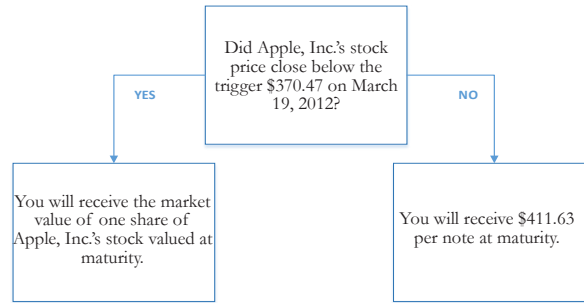 Did Apple, Inc.'s stock
price close below the
trigger $370.47 on March
19, 2012?
YES
NO
You will receive the market
value of one share of
Apple, Inc.'s stock valued at
maturity.
You will receive $411.63
per note at maturity.